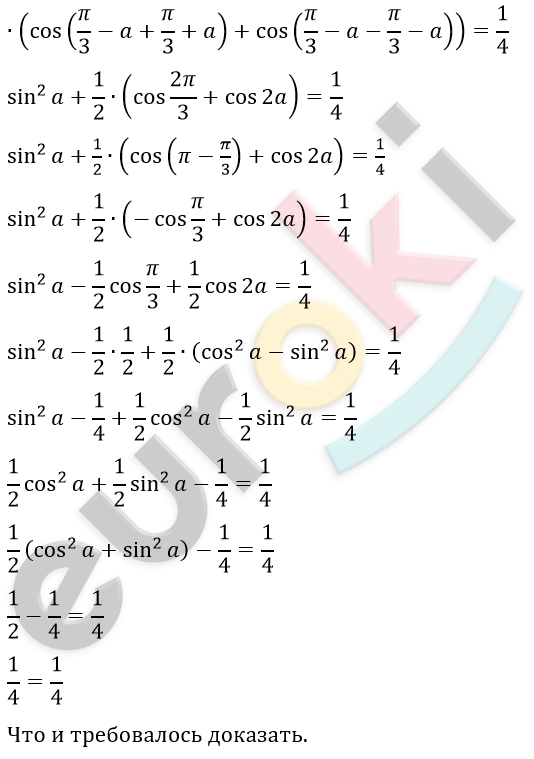 · (cos(π/3 − a + π/3 + a) + cos(π/3 − a − π/3 − a)) = 1/4
sin² a + 1/2 · (cos 2π/3 + cos 2a) = 1/4
sin² a + 1/2 · (cos(π − π/3) + cos 2a) = 1/4
sin² a + 1/2 · (− cos π/3 + cos 2a) = 1/4
sin² a − 1/2 cos π/3 + 1/2 cos 2a = 1/4
sin² a − 1/2 · 1/2 + 1/2 · (cos² a − sin² a) = 1/4
sin² a − 1/4 + 1/2 cos² a − 1/2 sin² a = 1/4
1/2 cos² a + 1/2 sin² a − 1/4 = 1/4
1/2 (cos² a + sin² a) − 1/4 = 1/4
1/2 − 1/4 = 1/4
1/4 = 1/4
Что и требовалось доказать.
euroki